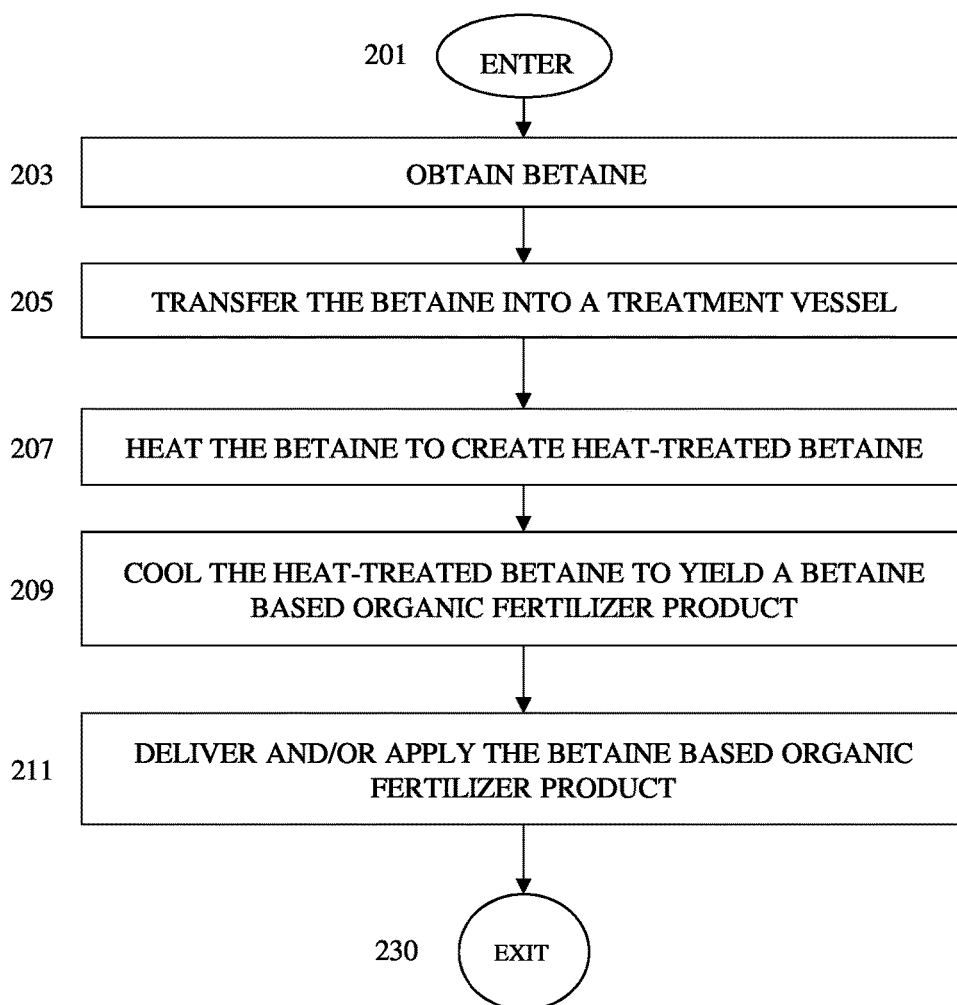 201 ENTER
203 OBTAIN BETAINE
205 TRANSFER THE BETAINE INTO A TREATMENT VESSEL
207 HEAT THE BETAINE TO CREATE HEAT-TREATED BETAINE
209 COOL THE HEAT-TREATED BETAINE TO YIELD A BETAINE
BASED ORGANIC FERTILIZER PRODUCT
211 DELIVER AND/OR APPLY THE BETAINE BASED ORGANIC
FERTILIZER PRODUCT
230 EXIT